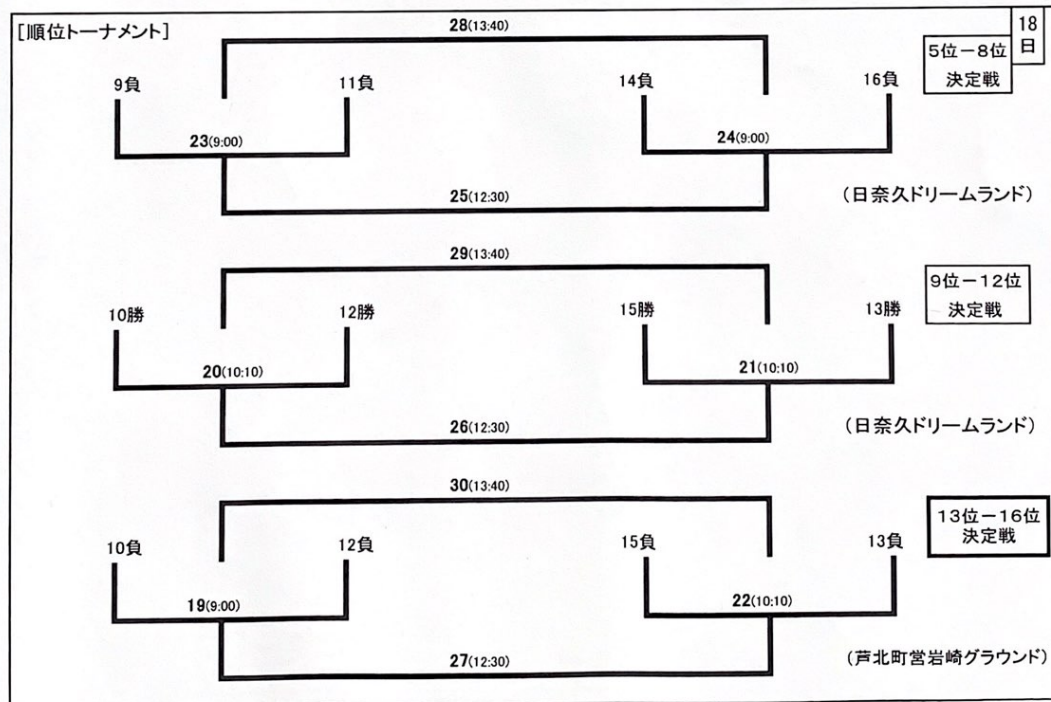 [順位トーナメント]
28(13:40)
18日
5位－8位
決定戦
9負 11負 14負 16負
23(9:00) 24(9:00)
25(12:30)
(日奈久ドリームランド)
29(13:40)
9位－12位
決定戦
10勝 12勝 15勝 13勝
20(10:10) 21(10:10)
26(12:30)
(日奈久ドリームランド)
30(13:40)
13位－16位
決定戦
10負 12負 15負 13負
19(9:00) 22(10:10)
27(12:30)
(芦北町営岩崎グラウンド)